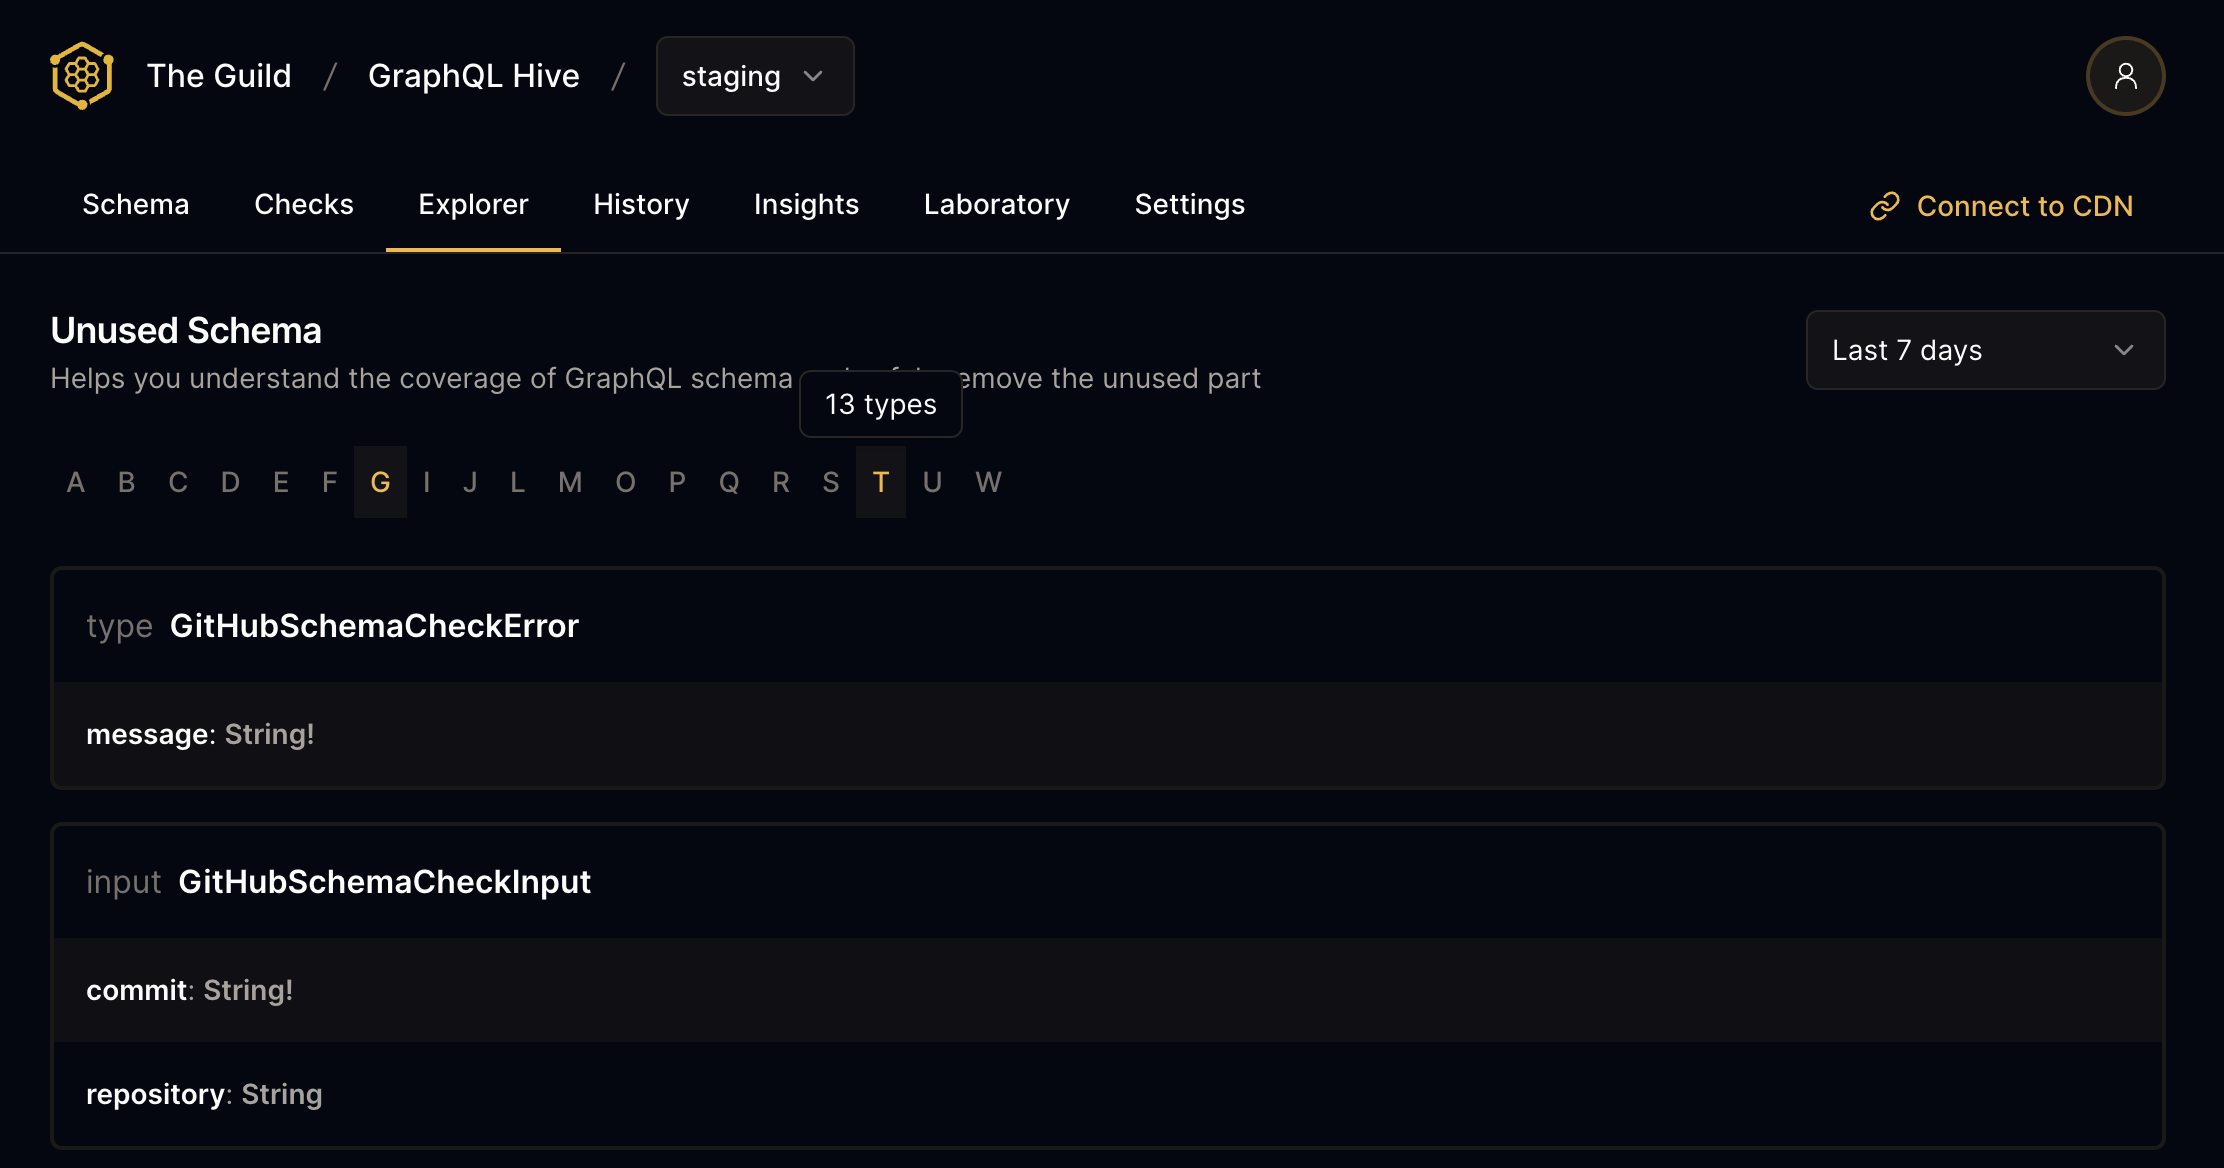 The Guild / GraphQL Hive / staging
Schema Checks Explorer History Insights Laboratory Settings Connect to CDN
Unused Schema
Last 7 days
Helps you understand the coverage of GraphQL schema remove the unused part
13 types
A B C D E F G I J L M O P Q R S T U W
type GitHubSchemaCheckError
message: String!
input GitHubSchemaCheckInput
commit: String!
repository: String